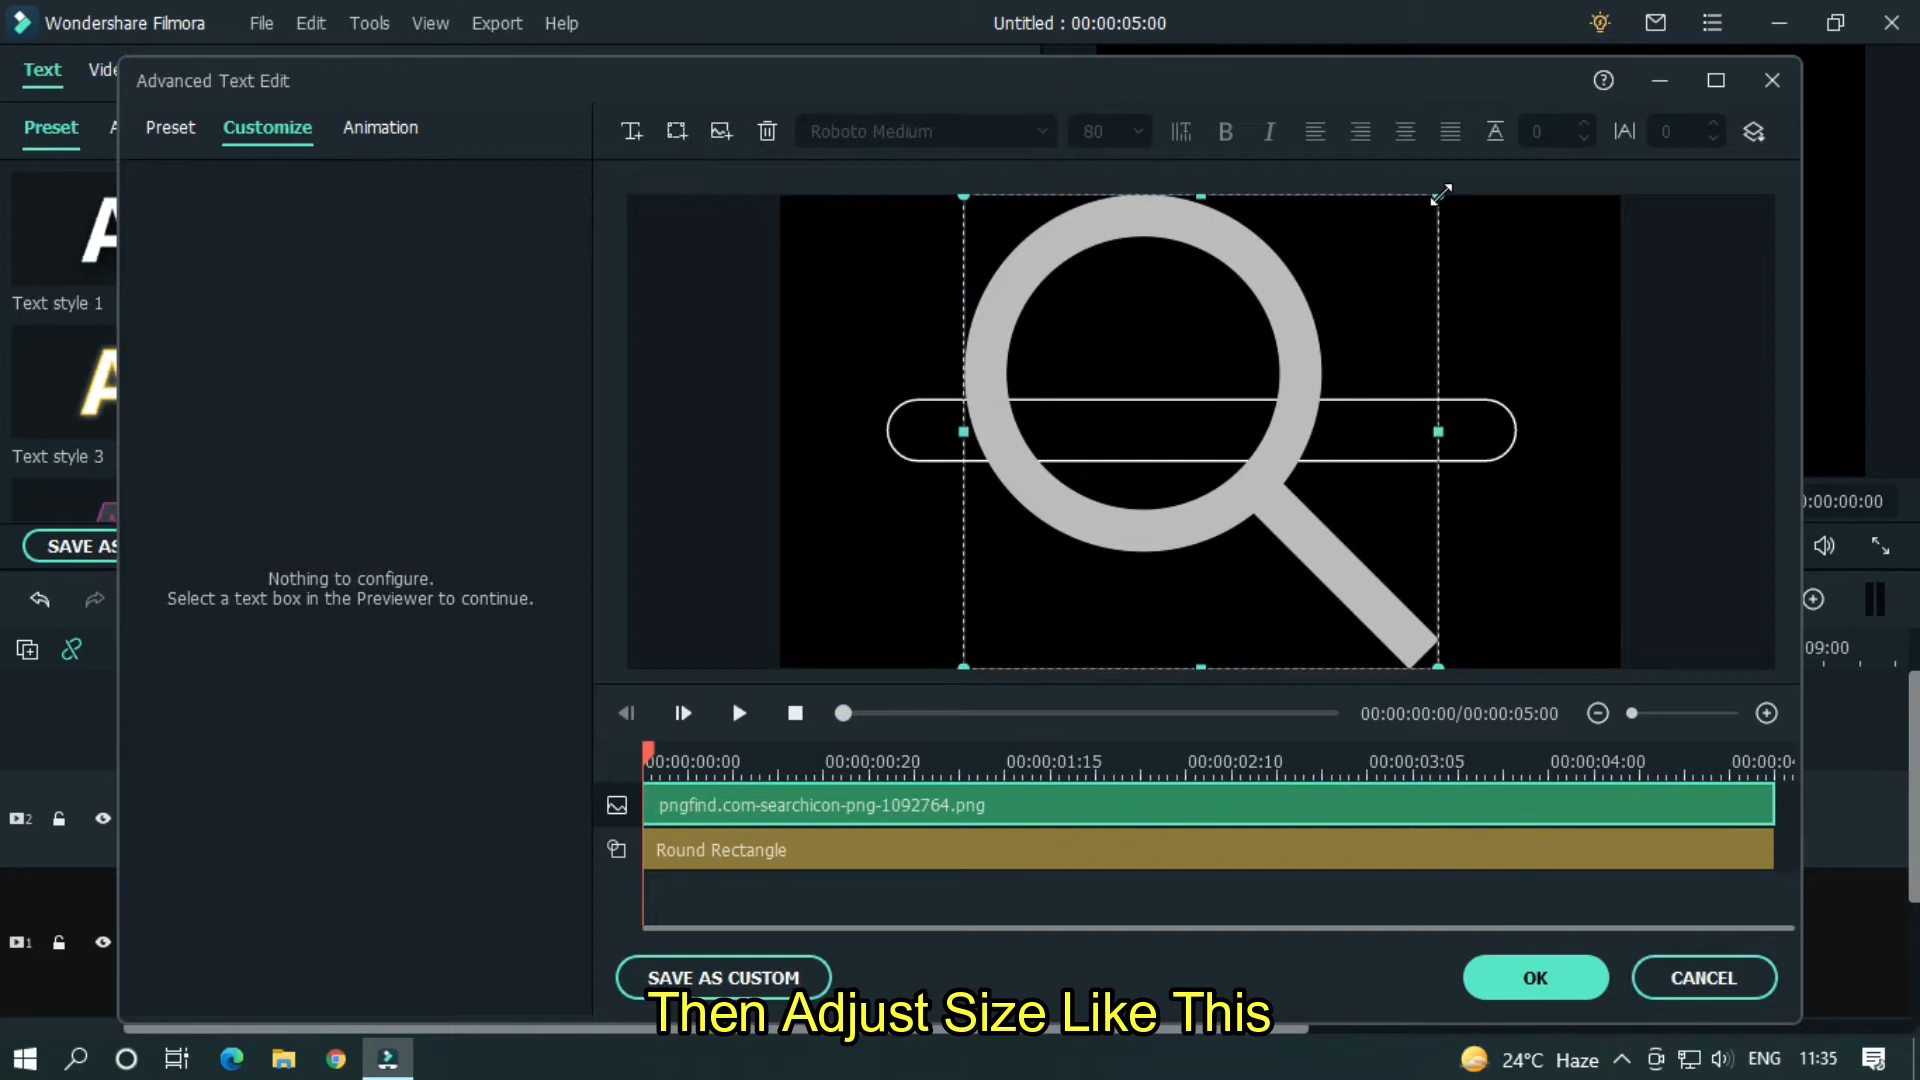 Wondershare Filmora File Edit Tools View Export Help Untitled : 00:00:05:00
Text
Advanced Text Edit
Preset
Preset Customize Animation
Roboto Medium 80 0 0
Text style 1
Text style 3
SAVE AS
Nothing to configure.
Select a text box in the Previewer to continue.
:00:00:00
09:00
00:00:00:00/00:00:05:00
00:00:00:00 00:00:00:20 00:00:01:15 00:00:02:10 00:00:03:05 00:00:04:00
pngfind.com-searchicon-png-1092764.png
Round Rectangle
2
1
SAVE AS CUSTOM OK CANCEL
Then Adjust Size Like This
24°C Haze ENG 11:35